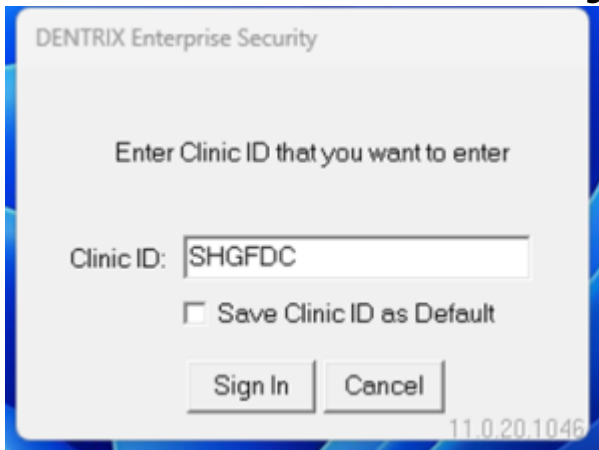 DENTRIX Enterprise Security
Enter Clinic ID that you want to enter
Clinic ID: SHGFDC
Save Clinic ID as Default
Sign In Cancel
11.0.20.1046